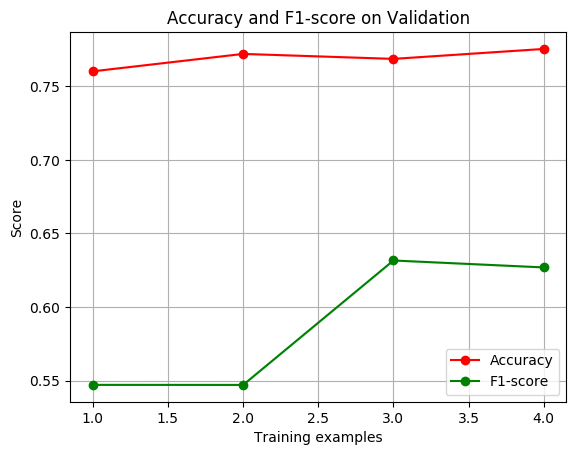 Accuracy and F1-score on Validation
Score
0.75
0.70
0.65
0.60
0.55
Accuracy
F1-score
1.0 1.5 2.0 2.5 3.0 3.5 4.0
Training examples